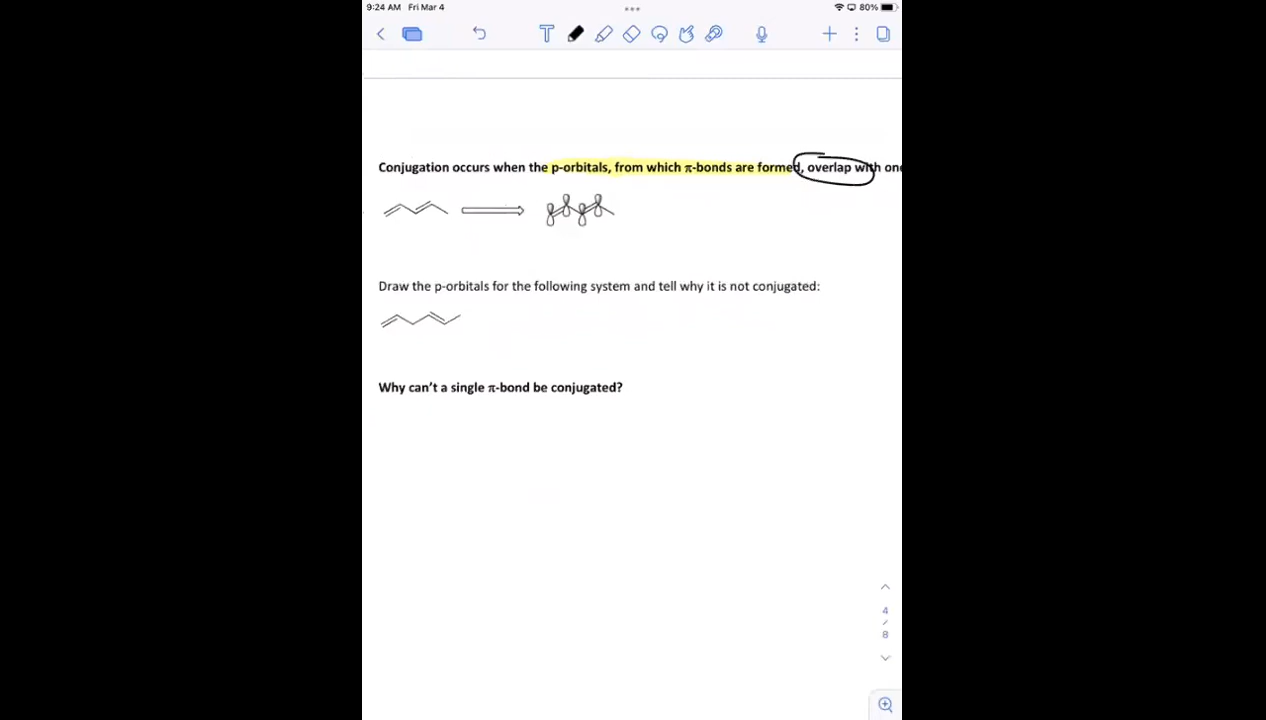 9:24 AM Fri Mar 4
80%
T
Conjugation occurs when the p-orbitals, from which π-bonds are formed, overlap with one
Draw the p-orbitals for the following system and tell why it is not conjugated:
Why can't a single π-bond be conjugated?
4
/
8